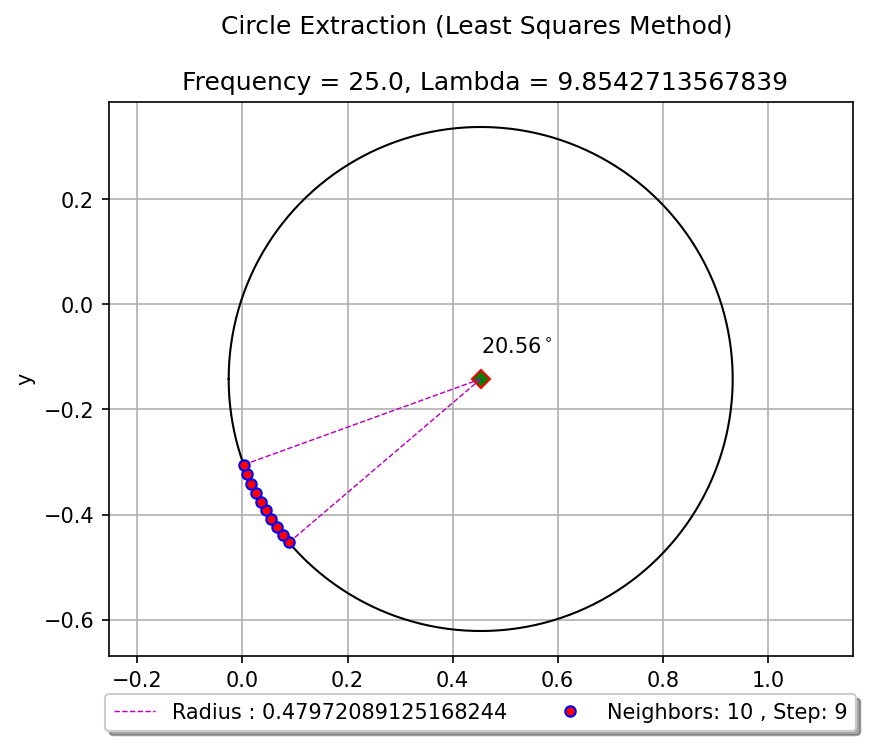 Circle Extraction (Least Squares Method)
Frequency = 25.0, Lambda = 9.8542713567839
0.2
0.0
−0.2
−0.4
−0.6
y
20.56°
−0.2 0.0 0.2 0.4 0.6 0.8 1.0
Radius : 0.47972089125168244 Neighbors: 10 , Step: 9